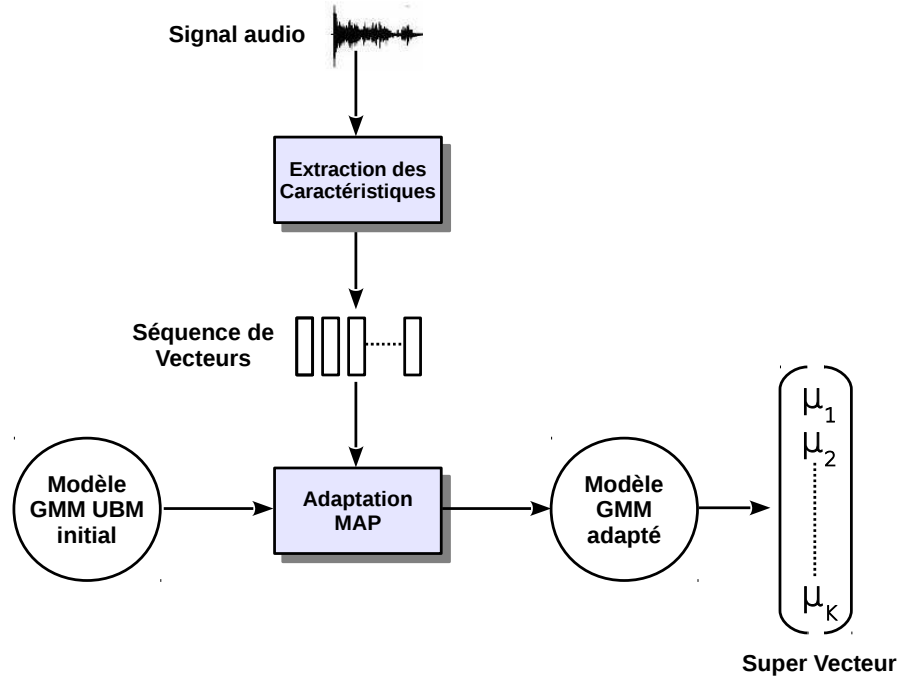 Signal audio
Extraction des
Caractéristiques
Séquence de
Vecteurs
Modèle
GMM UBM
initial
Adaptation
MAP
Modèle
GMM
adapté
μ1
μ2
μK
Super Vecteur